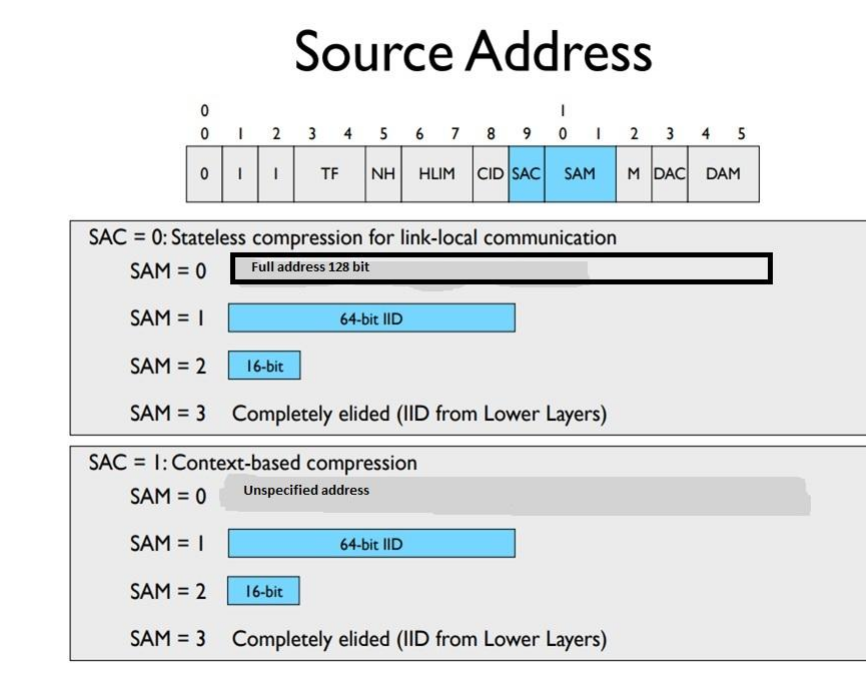 Source Address
0 1
0 1 2 3 4 5 6 7 8 9 0 1 2 3 4 5
0 1 1 TF NH HLIM CID SAC SAM M DAC DAM
SAC = 0: Stateless compression for link-local communication
SAM = 0 Full address 128 bit
SAM = 1 64-bit IID
SAM = 2 16-bit
SAM = 3 Completely elided (IID from Lower Layers)
SAC = 1: Context-based compression
SAM = 0 Unspecified address
SAM = 1 64-bit IID
SAM = 2 16-bit
SAM = 3 Completely elided (IID from Lower Layers)